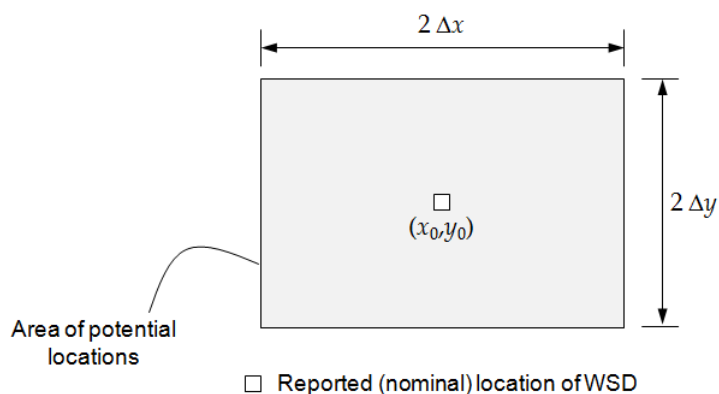 2 Δx
2 Δy
(x₀,y₀)
Area of potential
locations
Reported (nominal) location of WSD